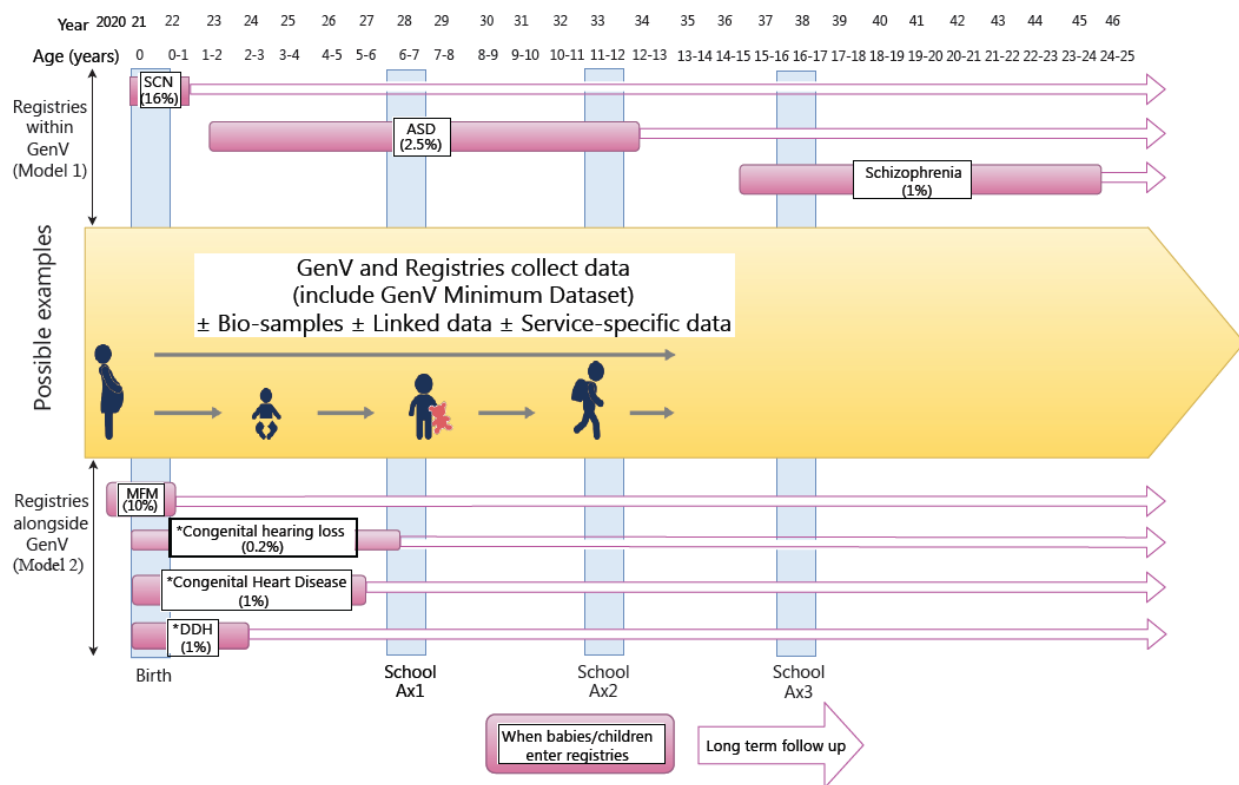 Year 2020 21 22 23 24 25 26 27 28 29 30 31 32 33 34 35 36 37 38 39 40 41 42 43 44 45 46
Age (years) 0 0-1 1-2 2-3 3-4 4-5 5-6 6-7 7-8 8-9 9-10 10-11 11-12 12-13 13-14 14-15 15-16 16-17 17-18 18-19 19-20 20-21 21-22 22-23 23-24 24-25
Registries
within
GenV
(Model 1)
SCN
(16%)
ASD
(2.5%)
Schizophrenia
(1%)
Possible examples
GenV and Registries collect data
(include GenV Minimum Dataset)
± Bio-samples ± Linked data ± Service-specific data
Registries
alongside
GenV
(Model 2)
MFM
(10%)
*Congenital hearing loss
(0.2%)
*Congenital Heart Disease
(1%)
*DDH
(1%)
Birth
School
Ax1
School
Ax2
School
Ax3
When babies/children
enter registries
Long term follow up